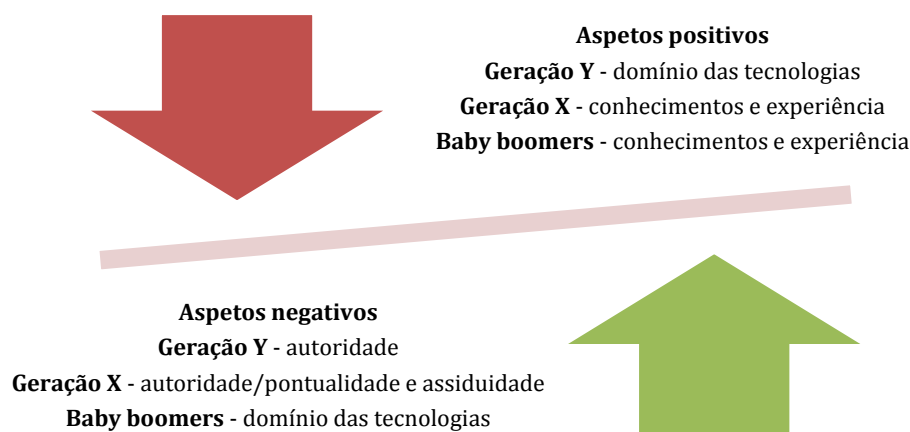 Aspetos positivos
Geração Y - domínio das tecnologias
Geração X - conhecimentos e experiência
Baby boomers - conhecimentos e experiência
Aspetos negativos
Geração Y - autoridade
Geração X - autoridade/pontualidade e assiduidade
Baby boomers - domínio das tecnologias